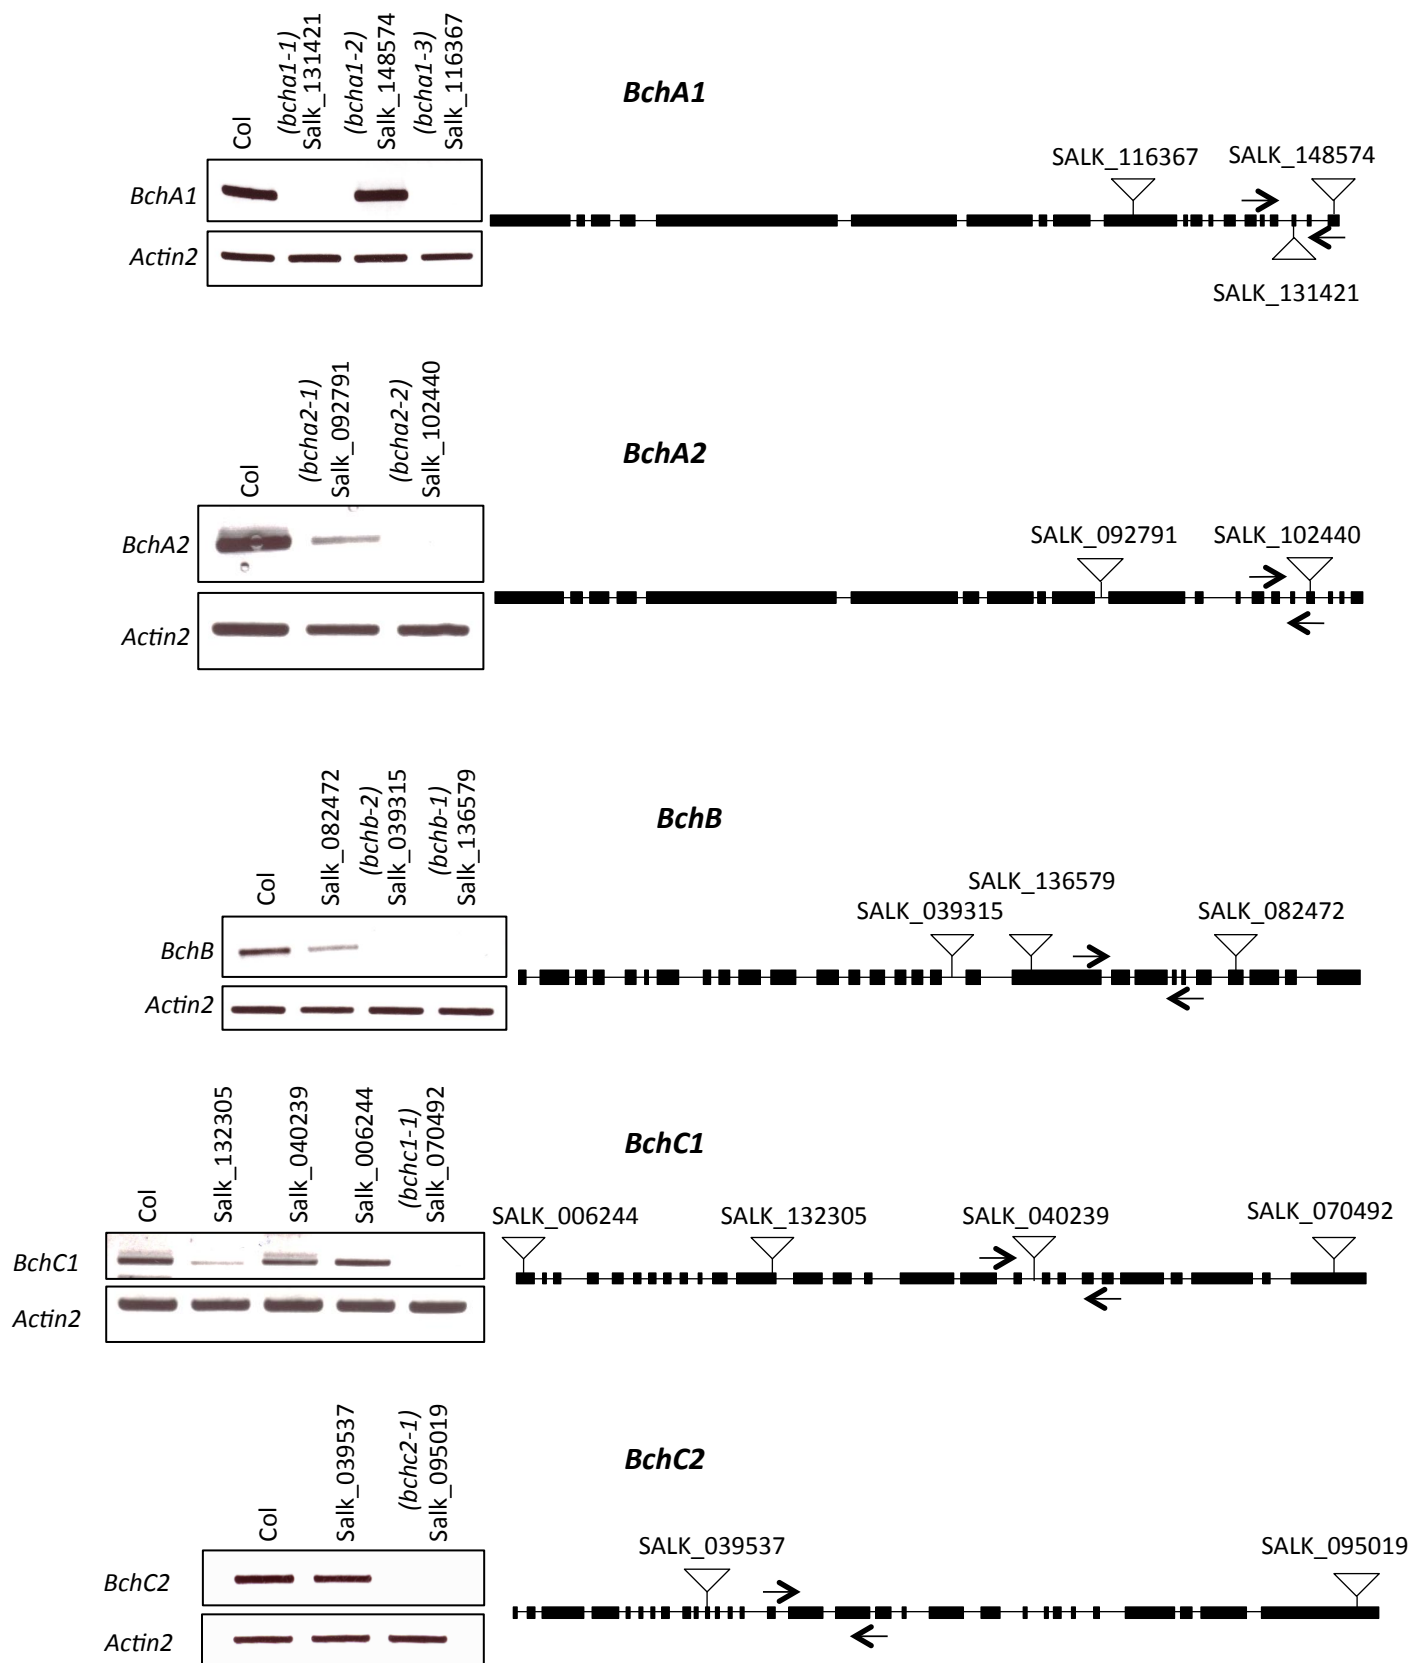 Col
(bcha1-1)
Salk_131421
(bcha1-2)
Salk_148574
(bcha1-3)
Salk_116367
BchA1
SALK_116367
SALK_148574
BchA1
Actin2
SALK_131421
Col
(bcha2-1)
Salk_092791
(bcha2-2)
Salk_102440
BchA2
SALK_092791
SALK_102440
BchA2
Actin2
Col
Salk_082472
(bchb-2)
Salk_039315
(bchb-1)
Salk_136579
BchB
SALK_136579
SALK_039315
SALK_082472
BchB
Actin2
Col
Salk_132305
Salk_040239
Salk_006244
(bchc1-1)
Salk_070492
BchC1
SALK_006244
SALK_132305
SALK_040239
SALK_070492
BchC1
Actin2
Col
Salk_039537
(bchc2-1)
Salk_095019
BchC2
SALK_039537
SALK_095019
BchC2
Actin2